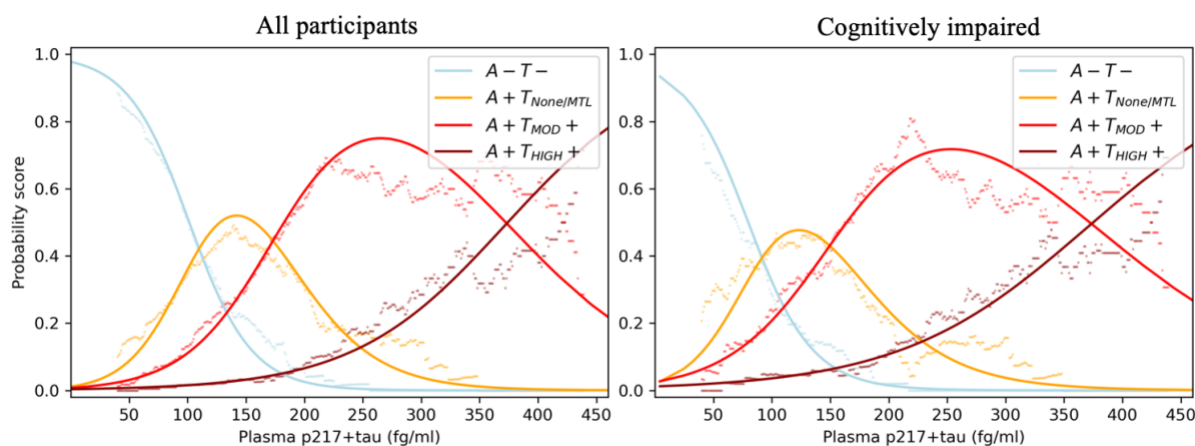 All participants
Cognitively impaired
Probability score
1.0
0.8
0.6
0.4
0.2
0.0
A − T −
A + T_None/MTL
A + T_MOD +
A + T_HIGH +
50 100 150 200 250 300 350 400 450
Plasma p217+tau (fg/ml)
1.0
0.8
0.6
0.4
0.2
0.0
A − T −
A + T_None/MTL
A + T_MOD +
A + T_HIGH +
50 100 150 200 250 300 350 400 450
Plasma p217+tau (fg/ml)